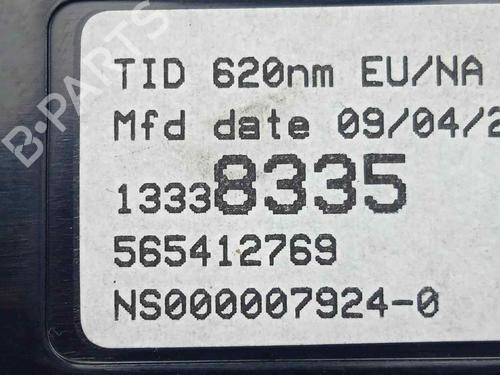 TID 620nm EU/NA
Mfd date 09/04/2
13338335
565412769
NS000007924-0
B-PARTS